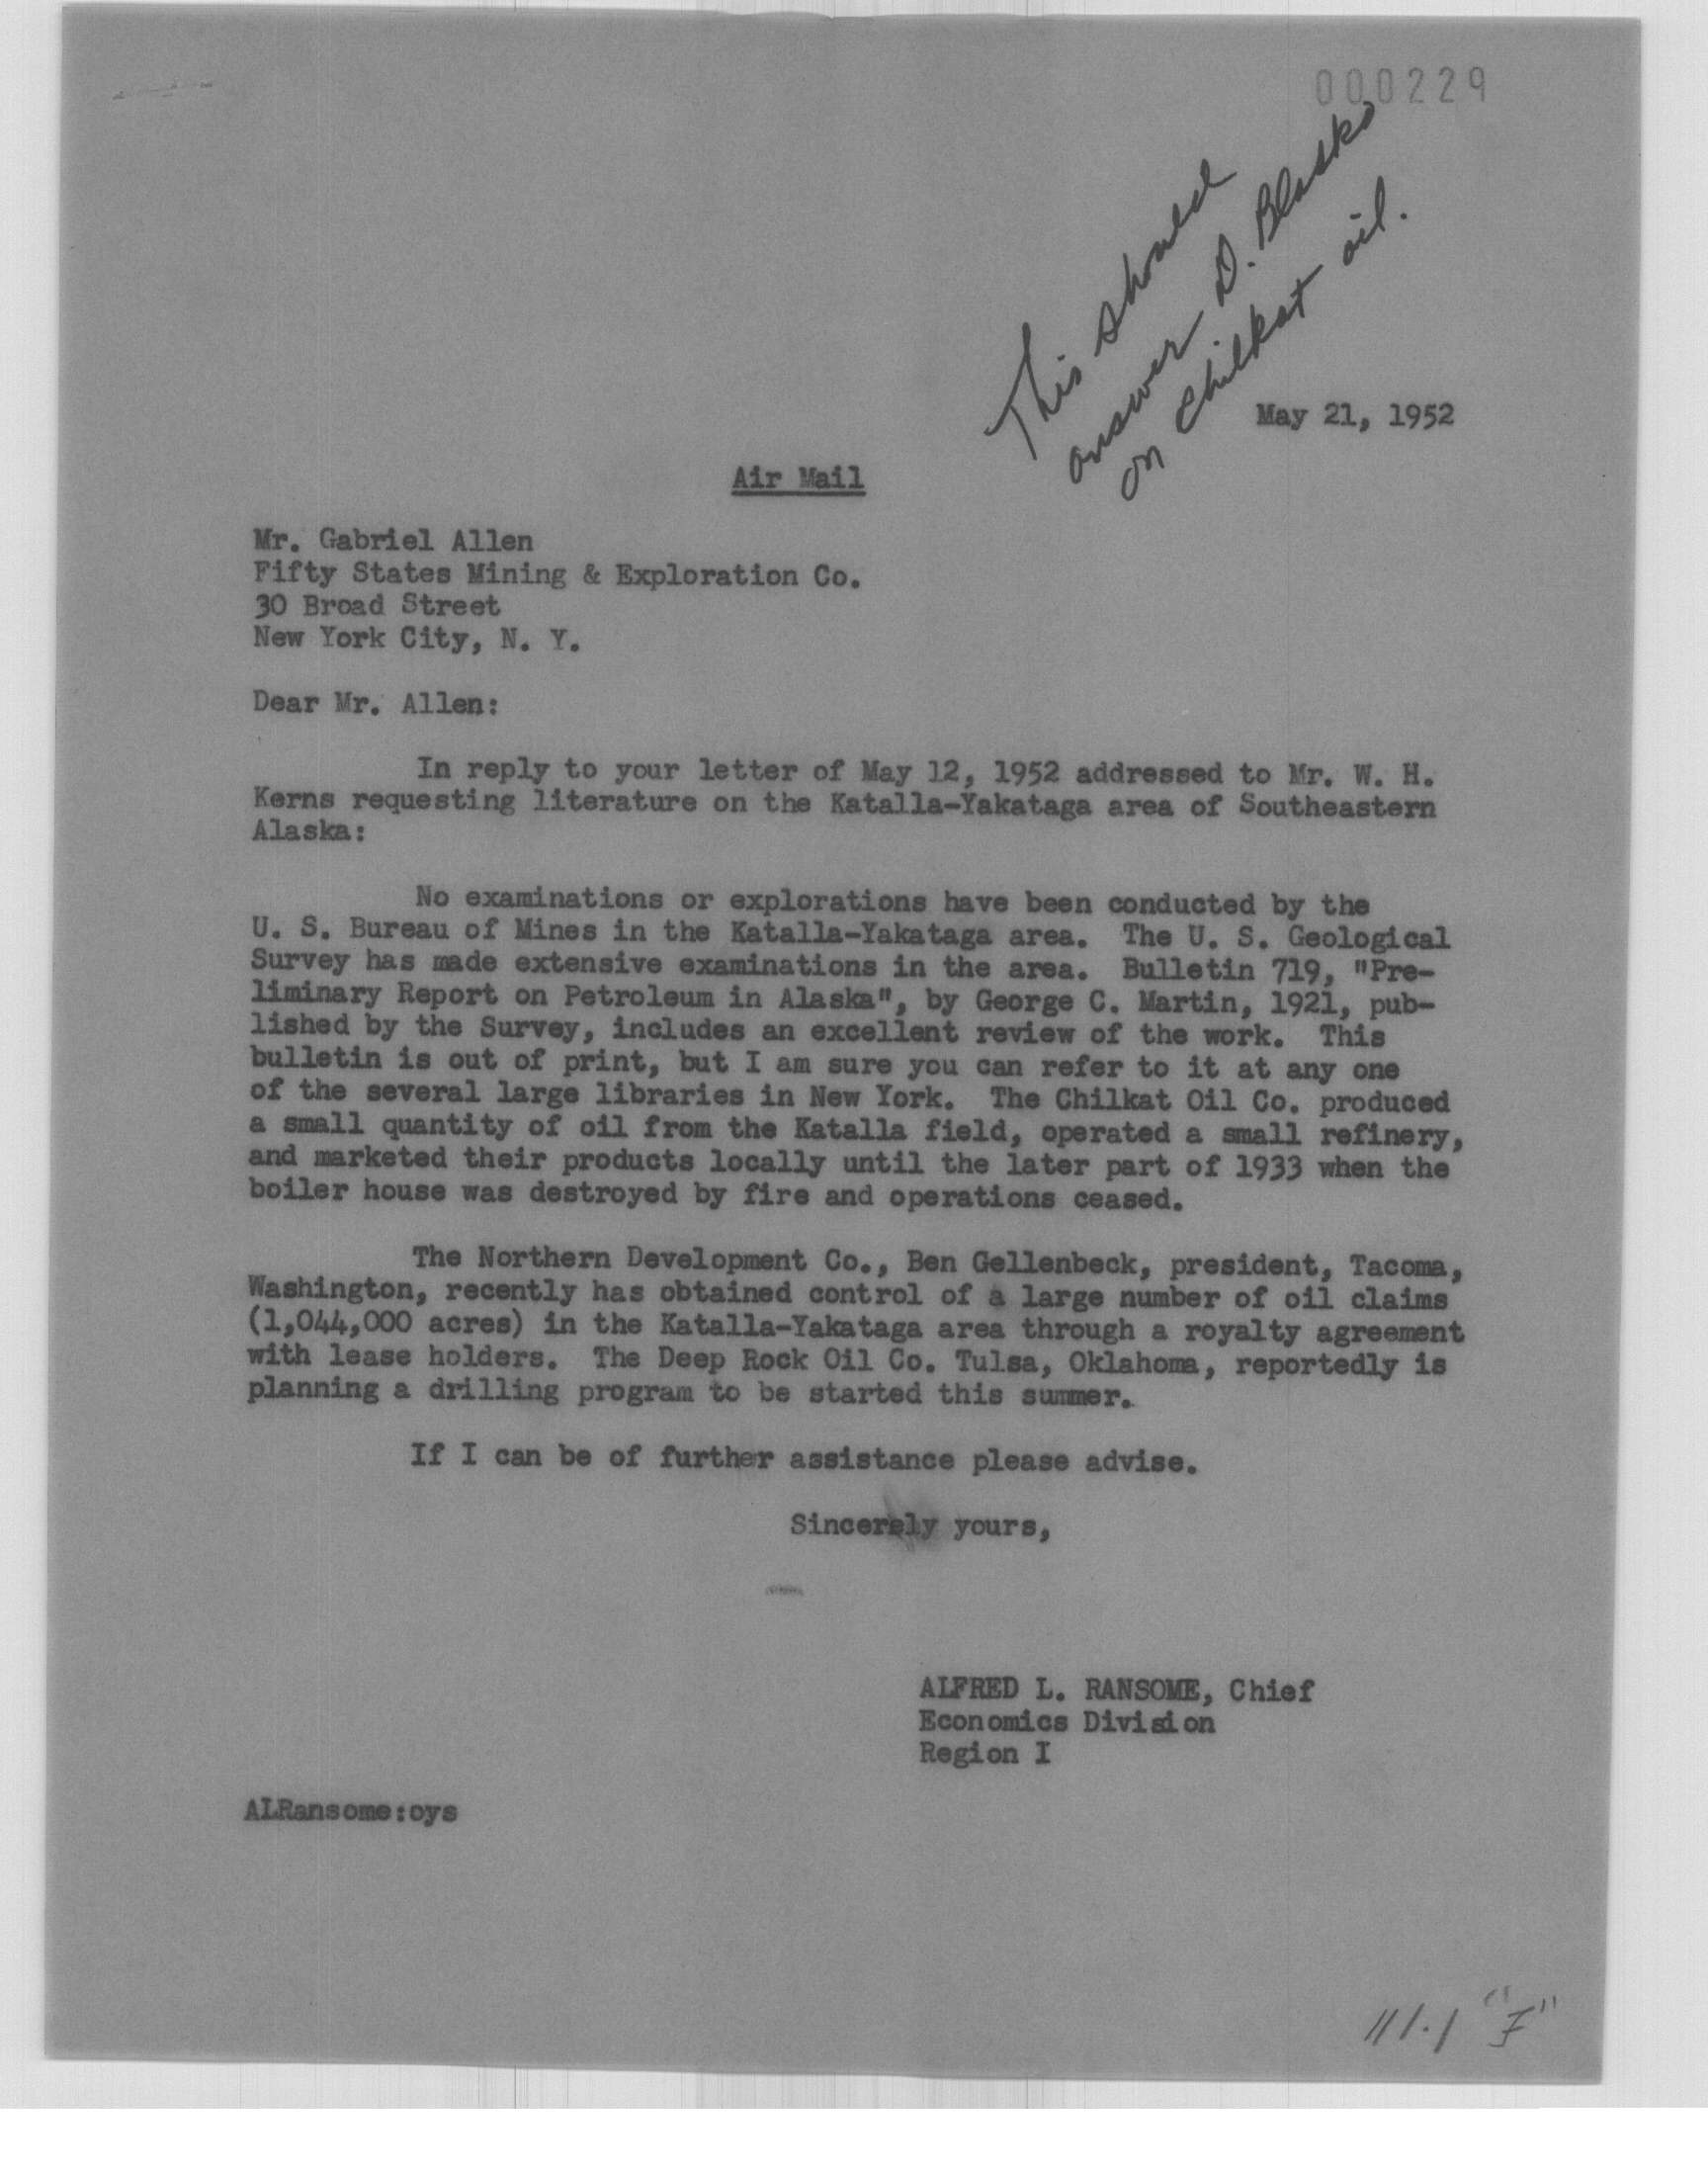 000229
This should
answer D. Blasko
on Chilkat oil.
May 21, 1952
Air Mail
Mr. Gabriel Allen
Fifty States Mining & Exploration Co.
30 Broad Street
New York City, N. Y.
Dear Mr. Allen:
In reply to your letter of May 12, 1952 addressed to Mr. W. H.
Kerns requesting literature on the Katalla-Yakataga area of Southeastern
Alaska:
No examinations or explorations have been conducted by the
U. S. Bureau of Mines in the Katalla-Yakataga area. The U. S. Geological
Survey has made extensive examinations in the area. Bulletin 719, "Pre-
liminary Report on Petroleum in Alaska", by George C. Martin, 1921, pub-
lished by the Survey, includes an excellent review of the work. This
bulletin is out of print, but I am sure you can refer to it at any one
of the several large libraries in New York. The Chilkat Oil Co. produced
a small quantity of oil from the Katalla field, operated a small refinery,
and marketed their products locally until the later part of 1933 when the
boiler house was destroyed by fire and operations ceased.
The Northern Development Co., Ben Gellenbeck, president, Tacoma,
Washington, recently has obtained control of a large number of oil claims
(1,044,000 acres) in the Katalla-Yakataga area through a royalty agreement
with lease holders. The Deep Rock Oil Co. Tulsa, Oklahoma, reportedly is
planning a drilling program to be started this summer.
If I can be of further assistance please advise.
Sincerely yours,
ALFRED L. RANSOME, Chief
Economics Division
Region I
ALRansome:oys
111.1